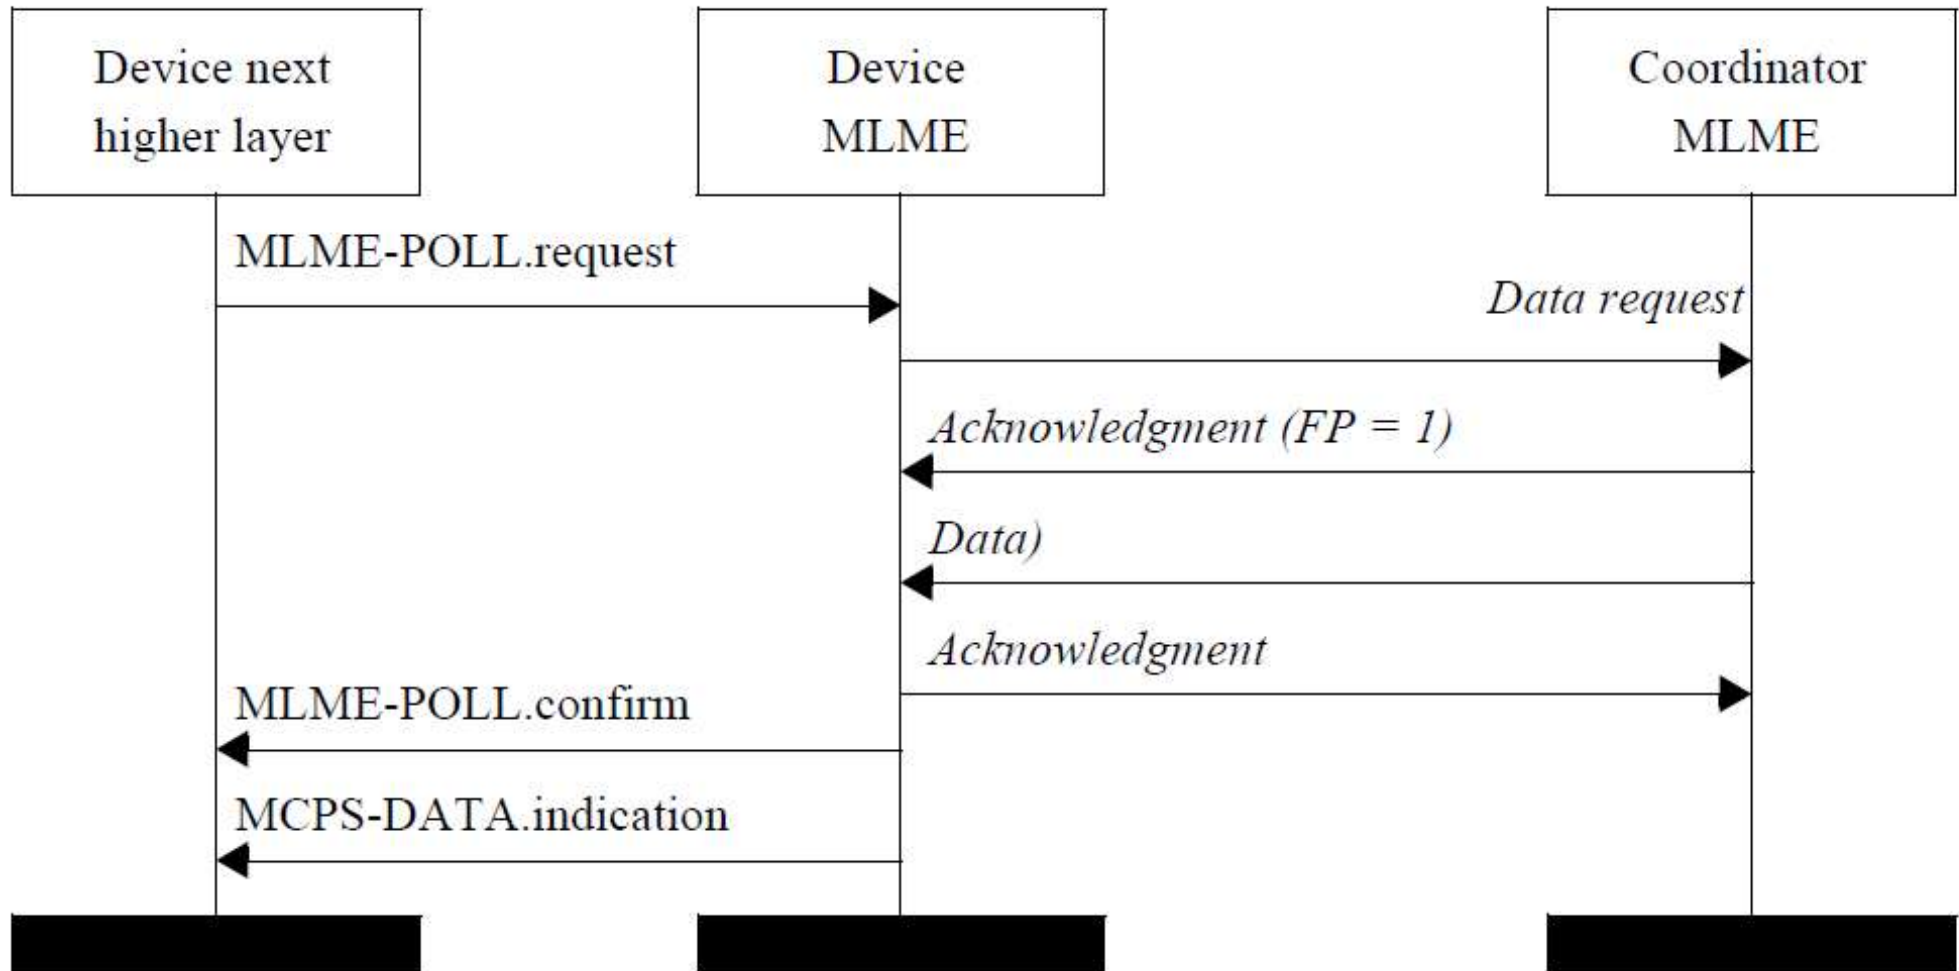 Device next
higher layer
Device
MLME
Coordinator
MLME
MLME-POLL.request
Data request
Acknowledgment (FP = 1)
Data)
Acknowledgment
MLME-POLL.confirm
MCPS-DATA.indication